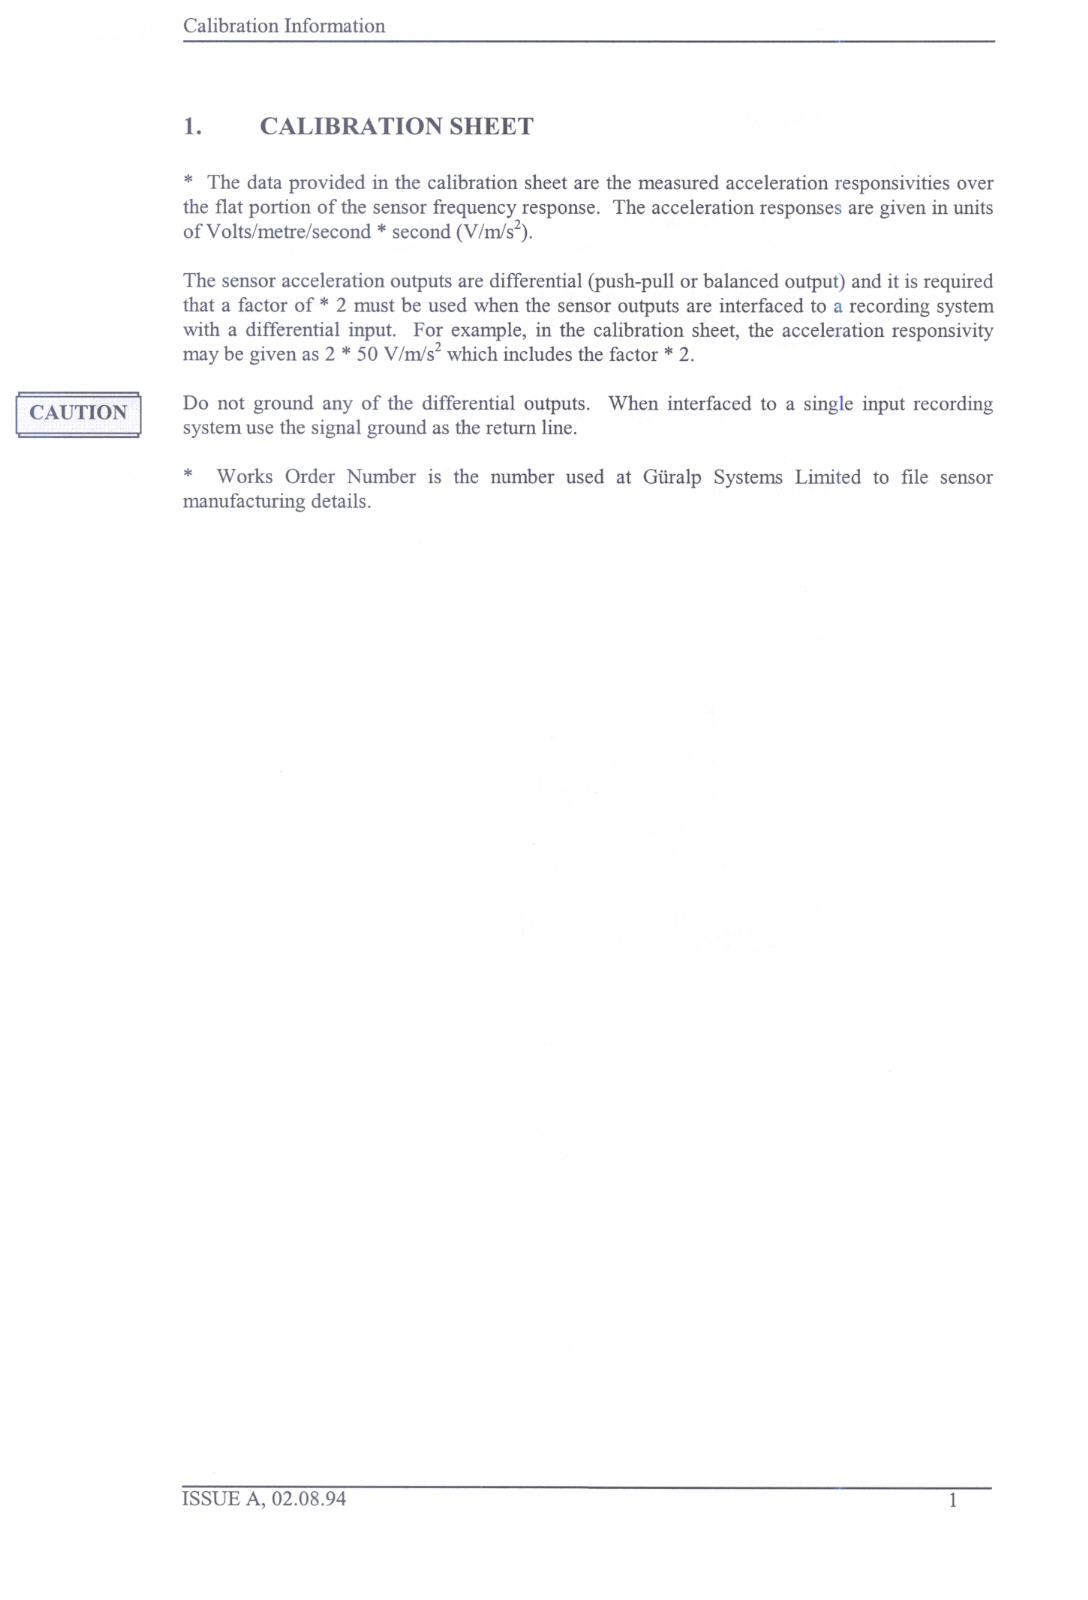 Calibration Information
1. CALIBRATION SHEET
* The data provided in the calibration sheet are the measured acceleration responsivities over
the flat portion of the sensor frequency response. The acceleration responses are given in units
of Volts/metre/second * second (V/m/s²).
The sensor acceleration outputs are differential (push-pull or balanced output) and it is required
that a factor of * 2 must be used when the sensor outputs are interfaced to a recording system
with a differential input. For example, in the calibration sheet, the acceleration responsivity
may be given as 2 * 50 V/m/s² which includes the factor * 2.
CAUTION
Do not ground any of the differential outputs. When interfaced to a single input recording
system use the signal ground as the return line.
* Works Order Number is the number used at Güralp Systems Limited to file sensor
manufacturing details.
ISSUE A, 02.08.94 1